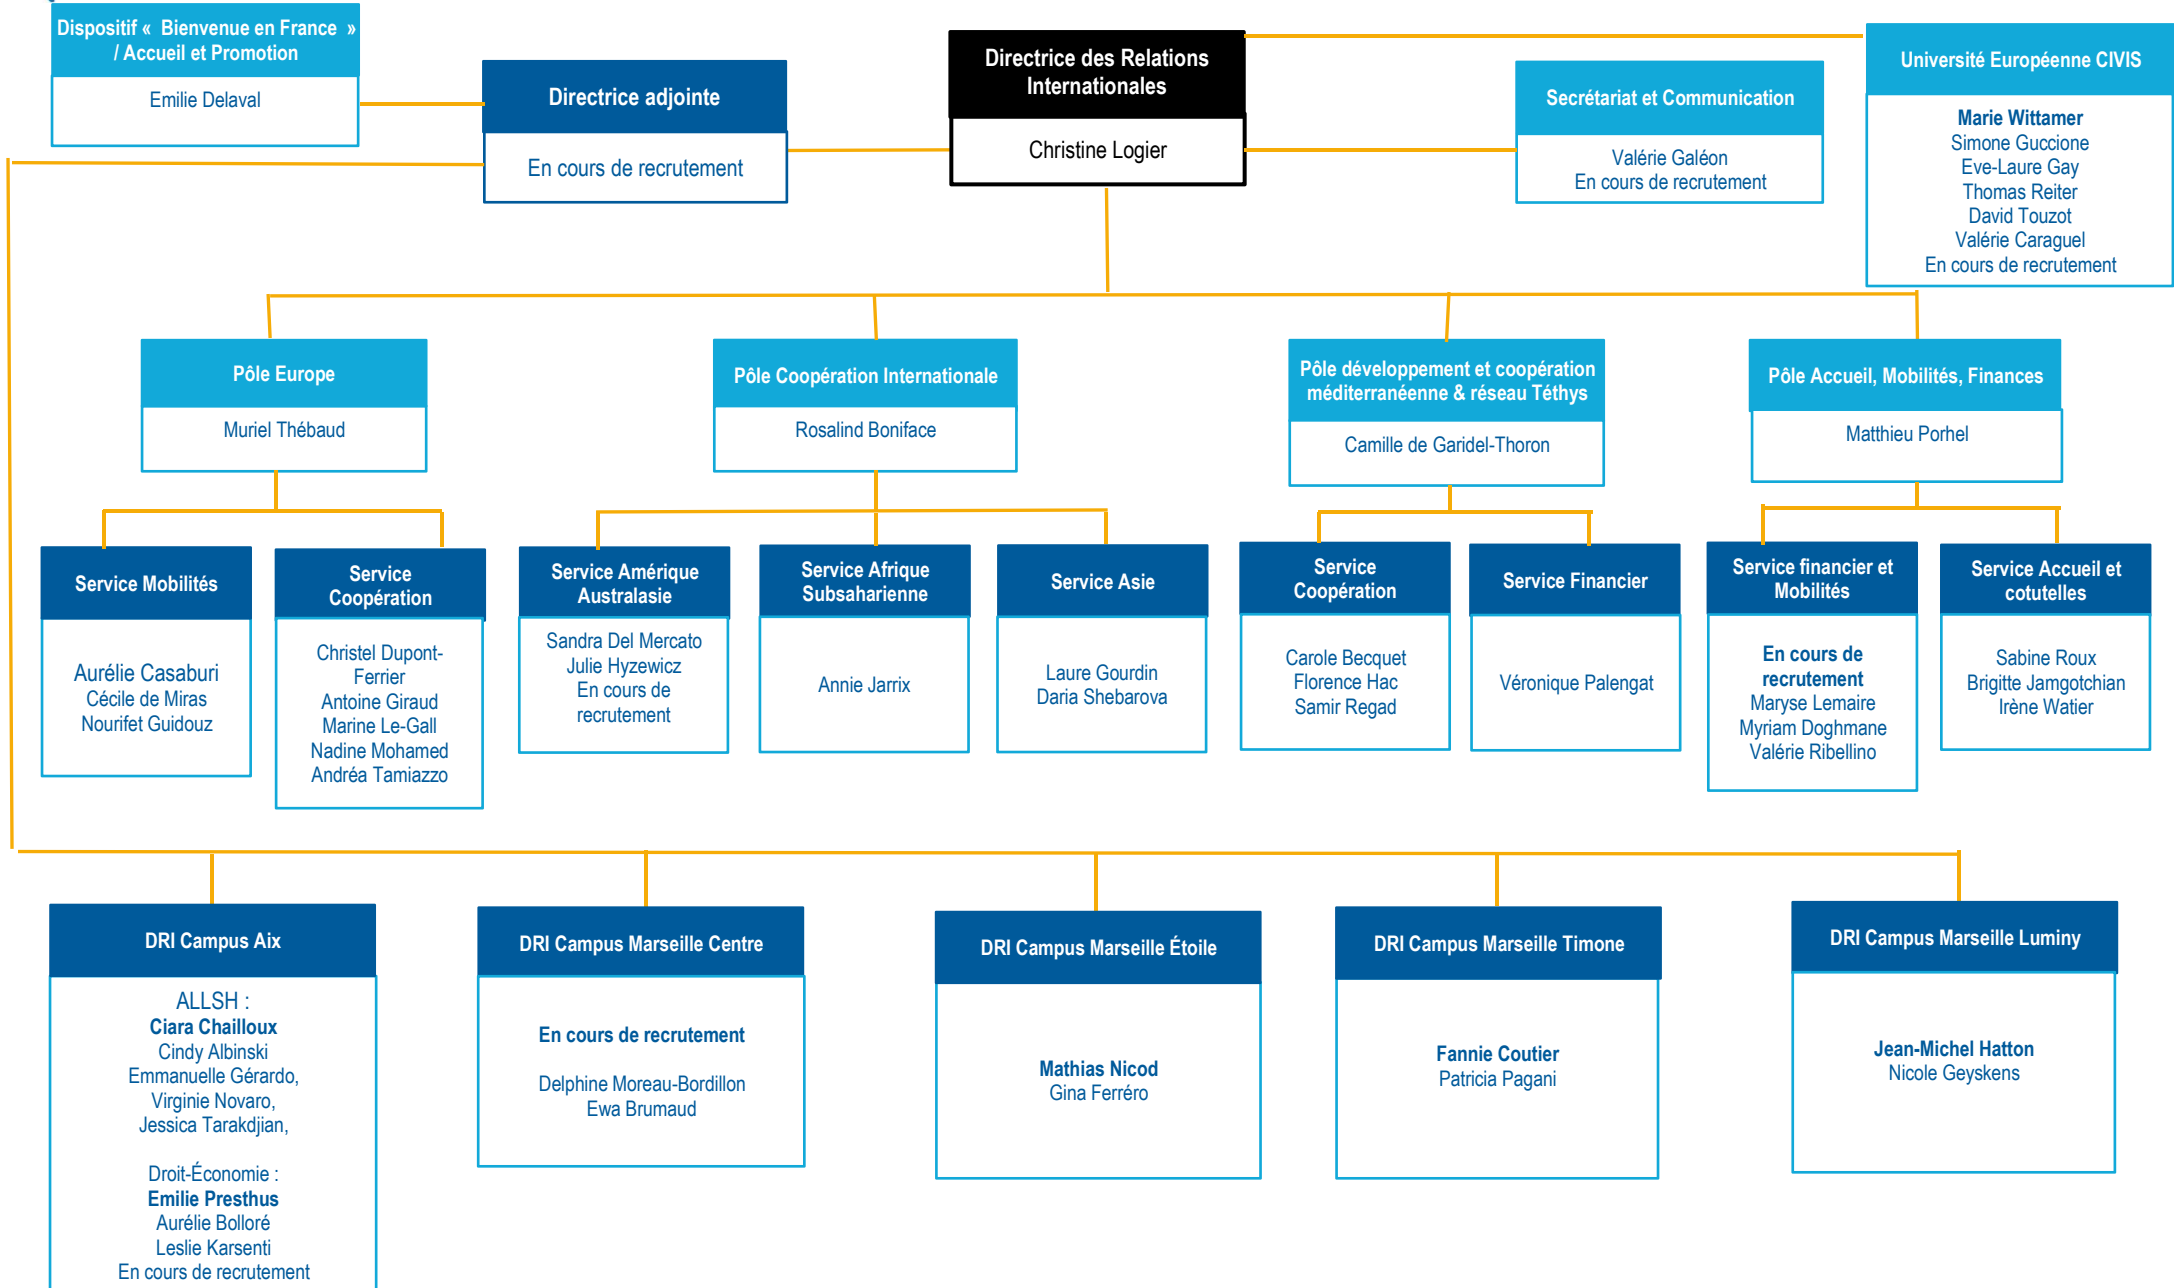 Dispositif « Bienvenue en France »
/ Accueil et Promotion
Emilie Delaval
Directrice adjointe
En cours de recrutement
Directrice des Relations
Internationales
Christine Logier
Secrétariat et Communication
Valérie Galéon
En cours de recrutement
Université Européenne CIVIS
Marie Wittamer
Simone Guccione
Eve-Laure Gay
Thomas Reiter
David Touzot
Valérie Caraguel
En cours de recrutement
Pôle Europe
Muriel Thébaud
Pôle Coopération Internationale
Rosalind Boniface
Pôle développement et coopération
méditerranéenne & réseau Téthys
Camille de Garidel-Thoron
Pôle Accueil, Mobilités, Finances
Matthieu Porhel
Service Mobilités
Aurélie Casaburi
Cécile de Miras
Nourifet Guidouz
Service
Coopération
Christel Dupont-
Ferrier
Antoine Giraud
Marine Le-Gall
Nadine Mohamed
Andréa Tamiazzo
Service Amérique
Australasie
Sandra Del Mercato
Julie Hyzewicz
En cours de
recrutement
Service Afrique
Subsaharienne
Annie Jarrix
Service Asie
Laure Gourdin
Daria Shebarova
Service
Coopération
Carole Becquet
Florence Hac
Samir Regad
Service Financier
Véronique Palengat
Service financier et
Mobilités
En cours de
recrutement
Maryse Lemaire
Myriam Doghmane
Valérie Ribellino
Service Accueil et
cotutelles
Sabine Roux
Brigitte Jamgotchian
Irène Watier
DRI Campus Aix
ALLSH :
Ciara Chailloux
Cindy Albinski
Emmanuelle Gérardo,
Virginie Novaro,
Jessica Tarakdjian,
Droit-Économie :
Emilie Presthus
Aurélie Bolloré
Leslie Karsenti
En cours de recrutement
DRI Campus Marseille Centre
En cours de recrutement
Delphine Moreau-Bordillon
Ewa Brumaud
DRI Campus Marseille Étoile
Mathias Nicod
Gina Ferréro
DRI Campus Marseille Timone
Fannie Coutier
Patricia Pagani
DRI Campus Marseille Luminy
Jean-Michel Hatton
Nicole Geyskens